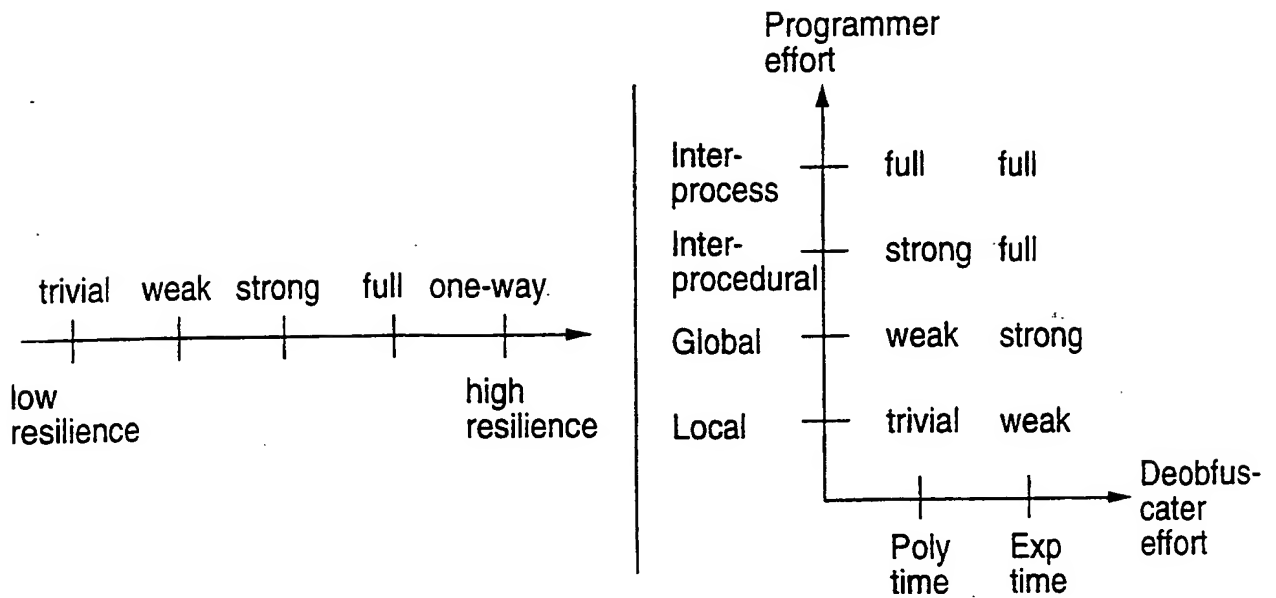 trivial weak strong full one-way
low
resilience
high
resilience
Programmer
effort
Inter-
process
full full
Inter-
procedural
strong full
Global
weak strong
Local
trivial weak
Poly
time
Exp
time
Deobfus-
cater
effort